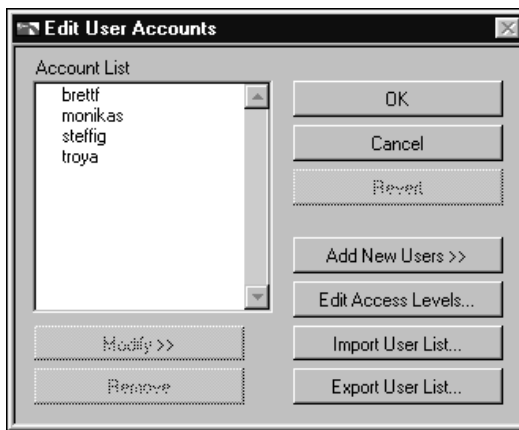 Edit User Accounts
Account List
brettf
monikas
steffig
troya
OK
Cancel
Revert
Add New Users >>
Edit Access Levels...
Modify >>
Import User List...
Remove
Export User List...